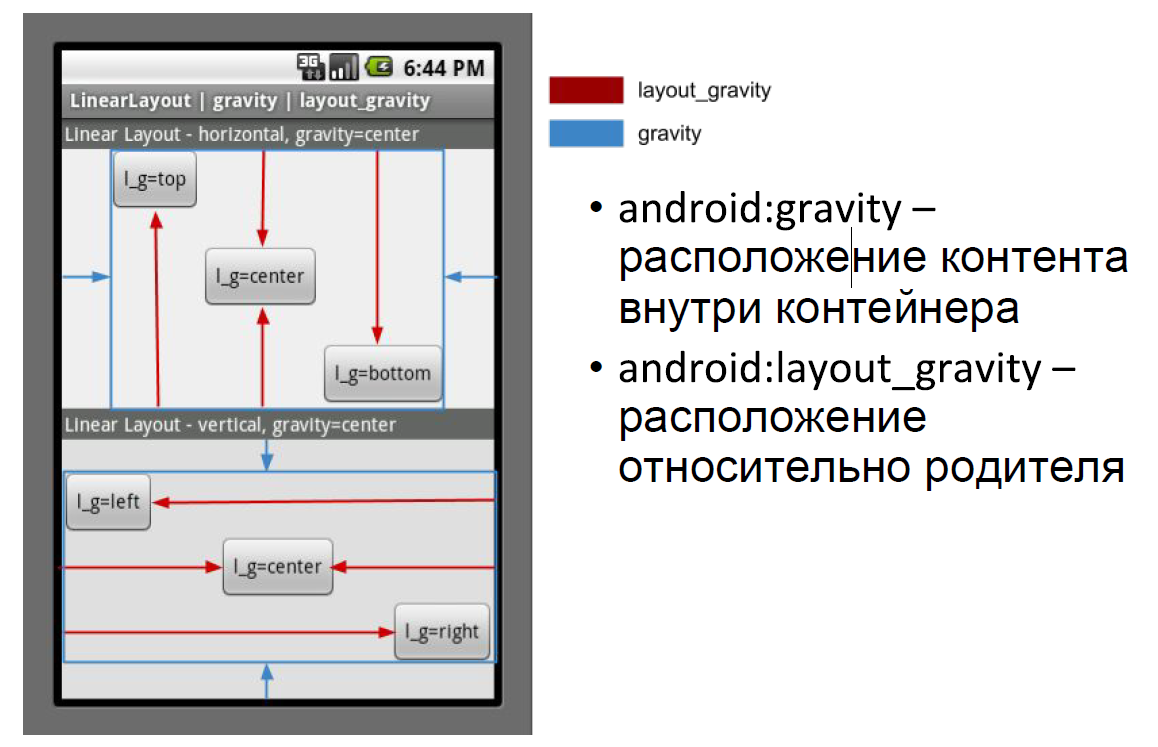 3G
6:44 PM
LinearLayout | gravity | layout_gravity
Linear Layout - horizontal, gravity=center
l_g=top
l_g=center
l_g=bottom
Linear Layout - vertical, gravity=center
l_g=left
l_g=center
l_g=right
layout_gravity
gravity
• android:gravity –
расположение контента
внутри контейнера
• android:layout_gravity –
расположение
относительно родителя